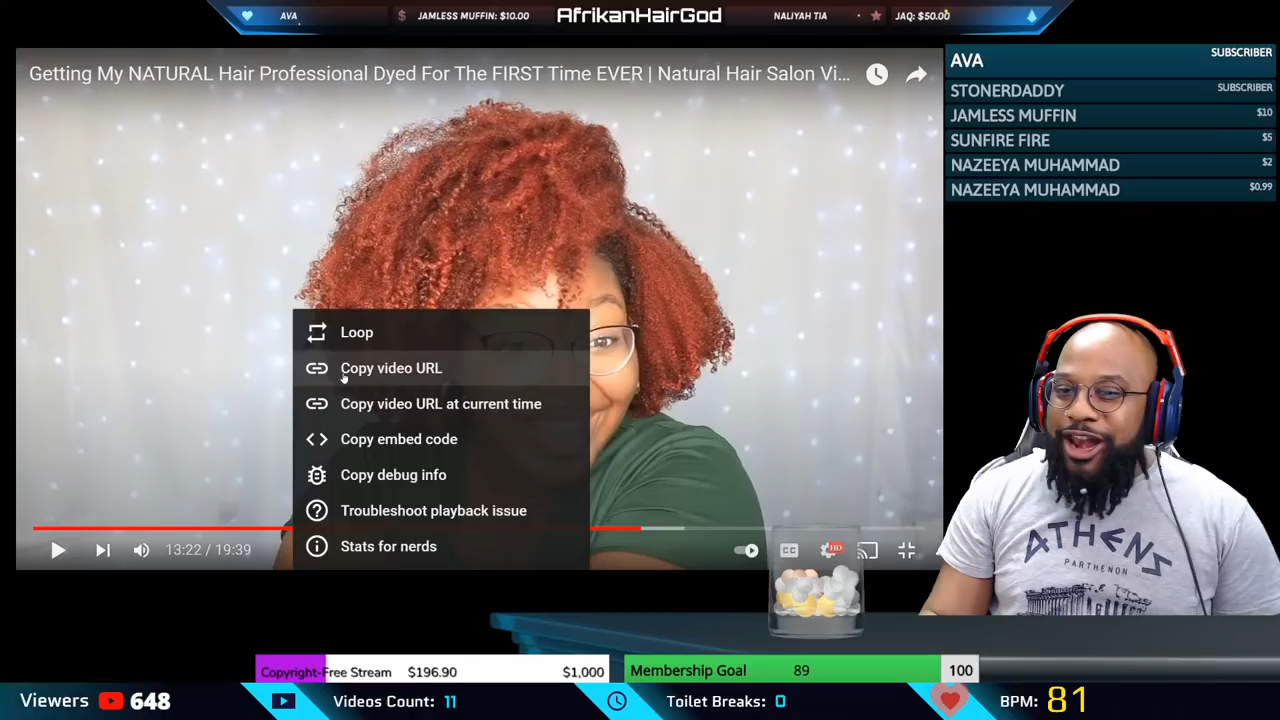 AVA
JAMLESS MUFFIN: $10.00
AfrikanHairGod
NALIYAH TIA
JAQ: $50.00
Getting My NATURAL Hair Professional Dyed For The FIRST Time EVER | Natural Hair Salon Vi...
AVA SUBSCRIBER
STONERDADDY SUBSCRIBER
JAMLESS MUFFIN $10
SUNFIRE FIRE $5
NAZEEYA MUHAMMAD $2
NAZEEYA MUHAMMAD $0.99
Loop
Copy video URL
Copy video URL at current time
Copy embed code
Copy debug info
Troubleshoot playback issue
Stats for nerds
13:22 / 19:39
CC
HD
ATHENS
PARTHENON
Copyright-Free Stream $196.90 $1,000
Membership Goal 89 100
Viewers 648
Videos Count: 11
Toilet Breaks: 0
BPM: 81